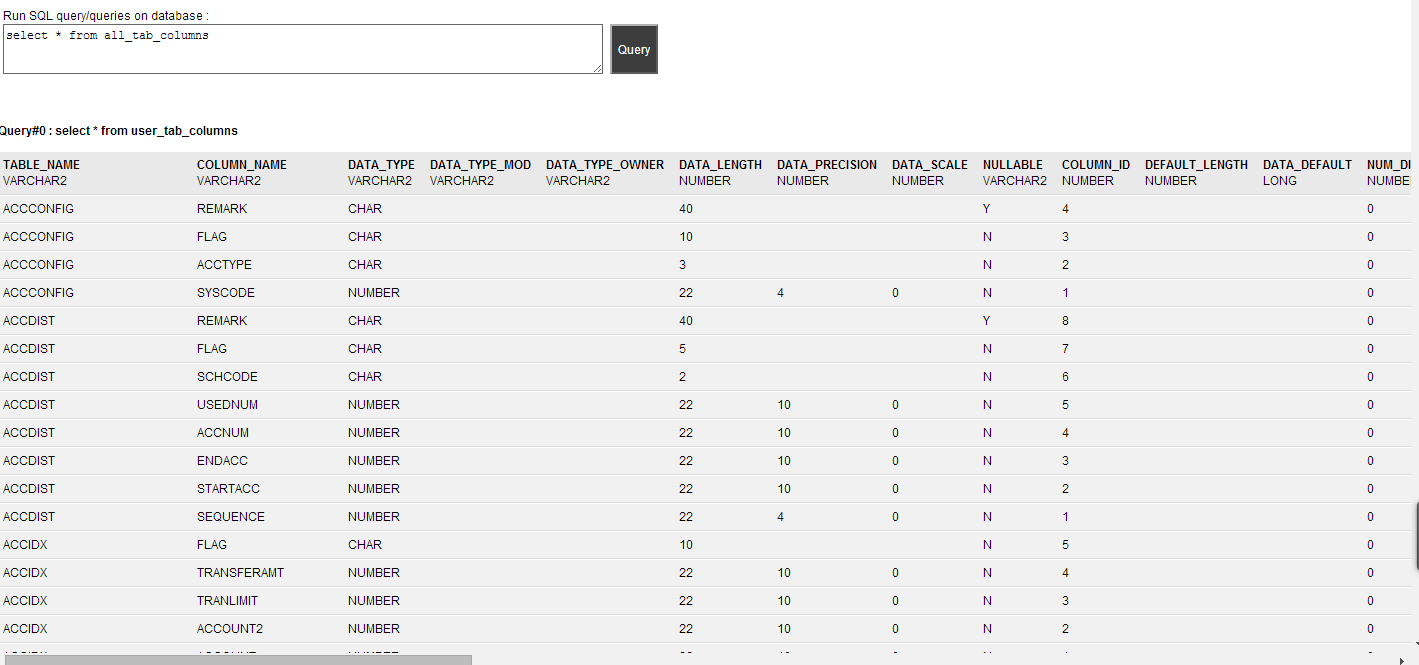 Run SQL query/queries on database :
select * from all_tab_columns
Query
Query#0 : select * from user_tab_columns
TABLE_NAME COLUMN_NAME DATA_TYPE DATA_TYPE_MOD DATA_TYPE_OWNER DATA_LENGTH DATA_PRECISION DATA_SCALE NULLABLE COLUMN_ID DEFAULT_LENGTH DATA_DEFAULT NUM_DI
VARCHAR2 VARCHAR2 VARCHAR2 VARCHAR2 VARCHAR2 NUMBER NUMBER NUMBER VARCHAR2 NUMBER NUMBER LONG NUMBE
ACCCONFIG REMARK CHAR 40 Y 4 0
ACCCONFIG FLAG CHAR 10 N 3 0
ACCCONFIG ACCTYPE CHAR 3 N 2 0
ACCCONFIG SYSCODE NUMBER 22 4 0 N 1 0
ACCDIST REMARK CHAR 40 Y 8 0
ACCDIST FLAG CHAR 5 N 7 0
ACCDIST SCHCODE CHAR 2 N 6 0
ACCDIST USEDNUM NUMBER 22 10 0 N 5 0
ACCDIST ACCNUM NUMBER 22 10 0 N 4 0
ACCDIST ENDACC NUMBER 22 10 0 N 3 0
ACCDIST STARTACC NUMBER 22 10 0 N 2 0
ACCDIST SEQUENCE NUMBER 22 4 0 N 1 0
ACCIDX FLAG CHAR 10 N 5 0
ACCIDX TRANSFERAMT NUMBER 22 10 0 N 4 0
ACCIDX TRANLIMIT NUMBER 22 10 0 N 3 0
ACCIDX ACCOUNT2 NUMBER 22 10 0 N 2 0